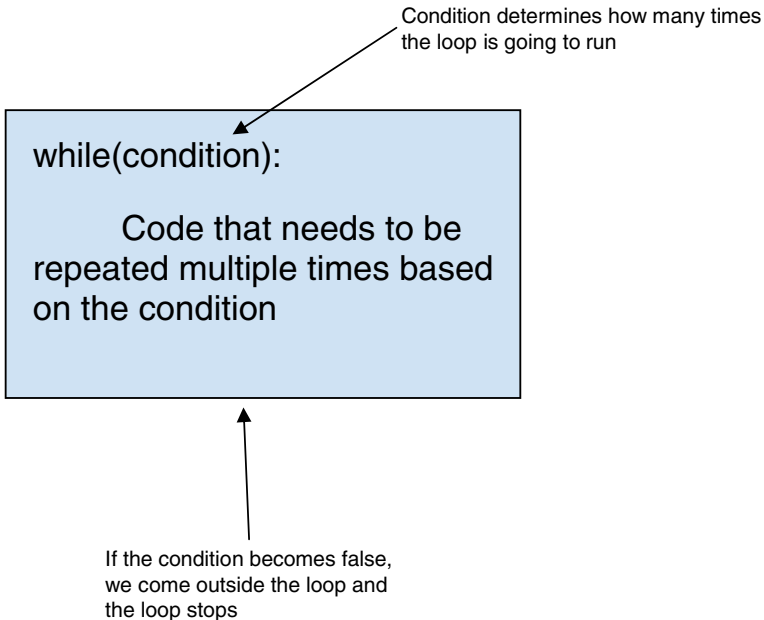 Condition determines how many times
the loop is going to run
while(condition):
Code that needs to be
repeated multiple times based
on the condition
If the condition becomes false,
we come outside the loop and
the loop stops